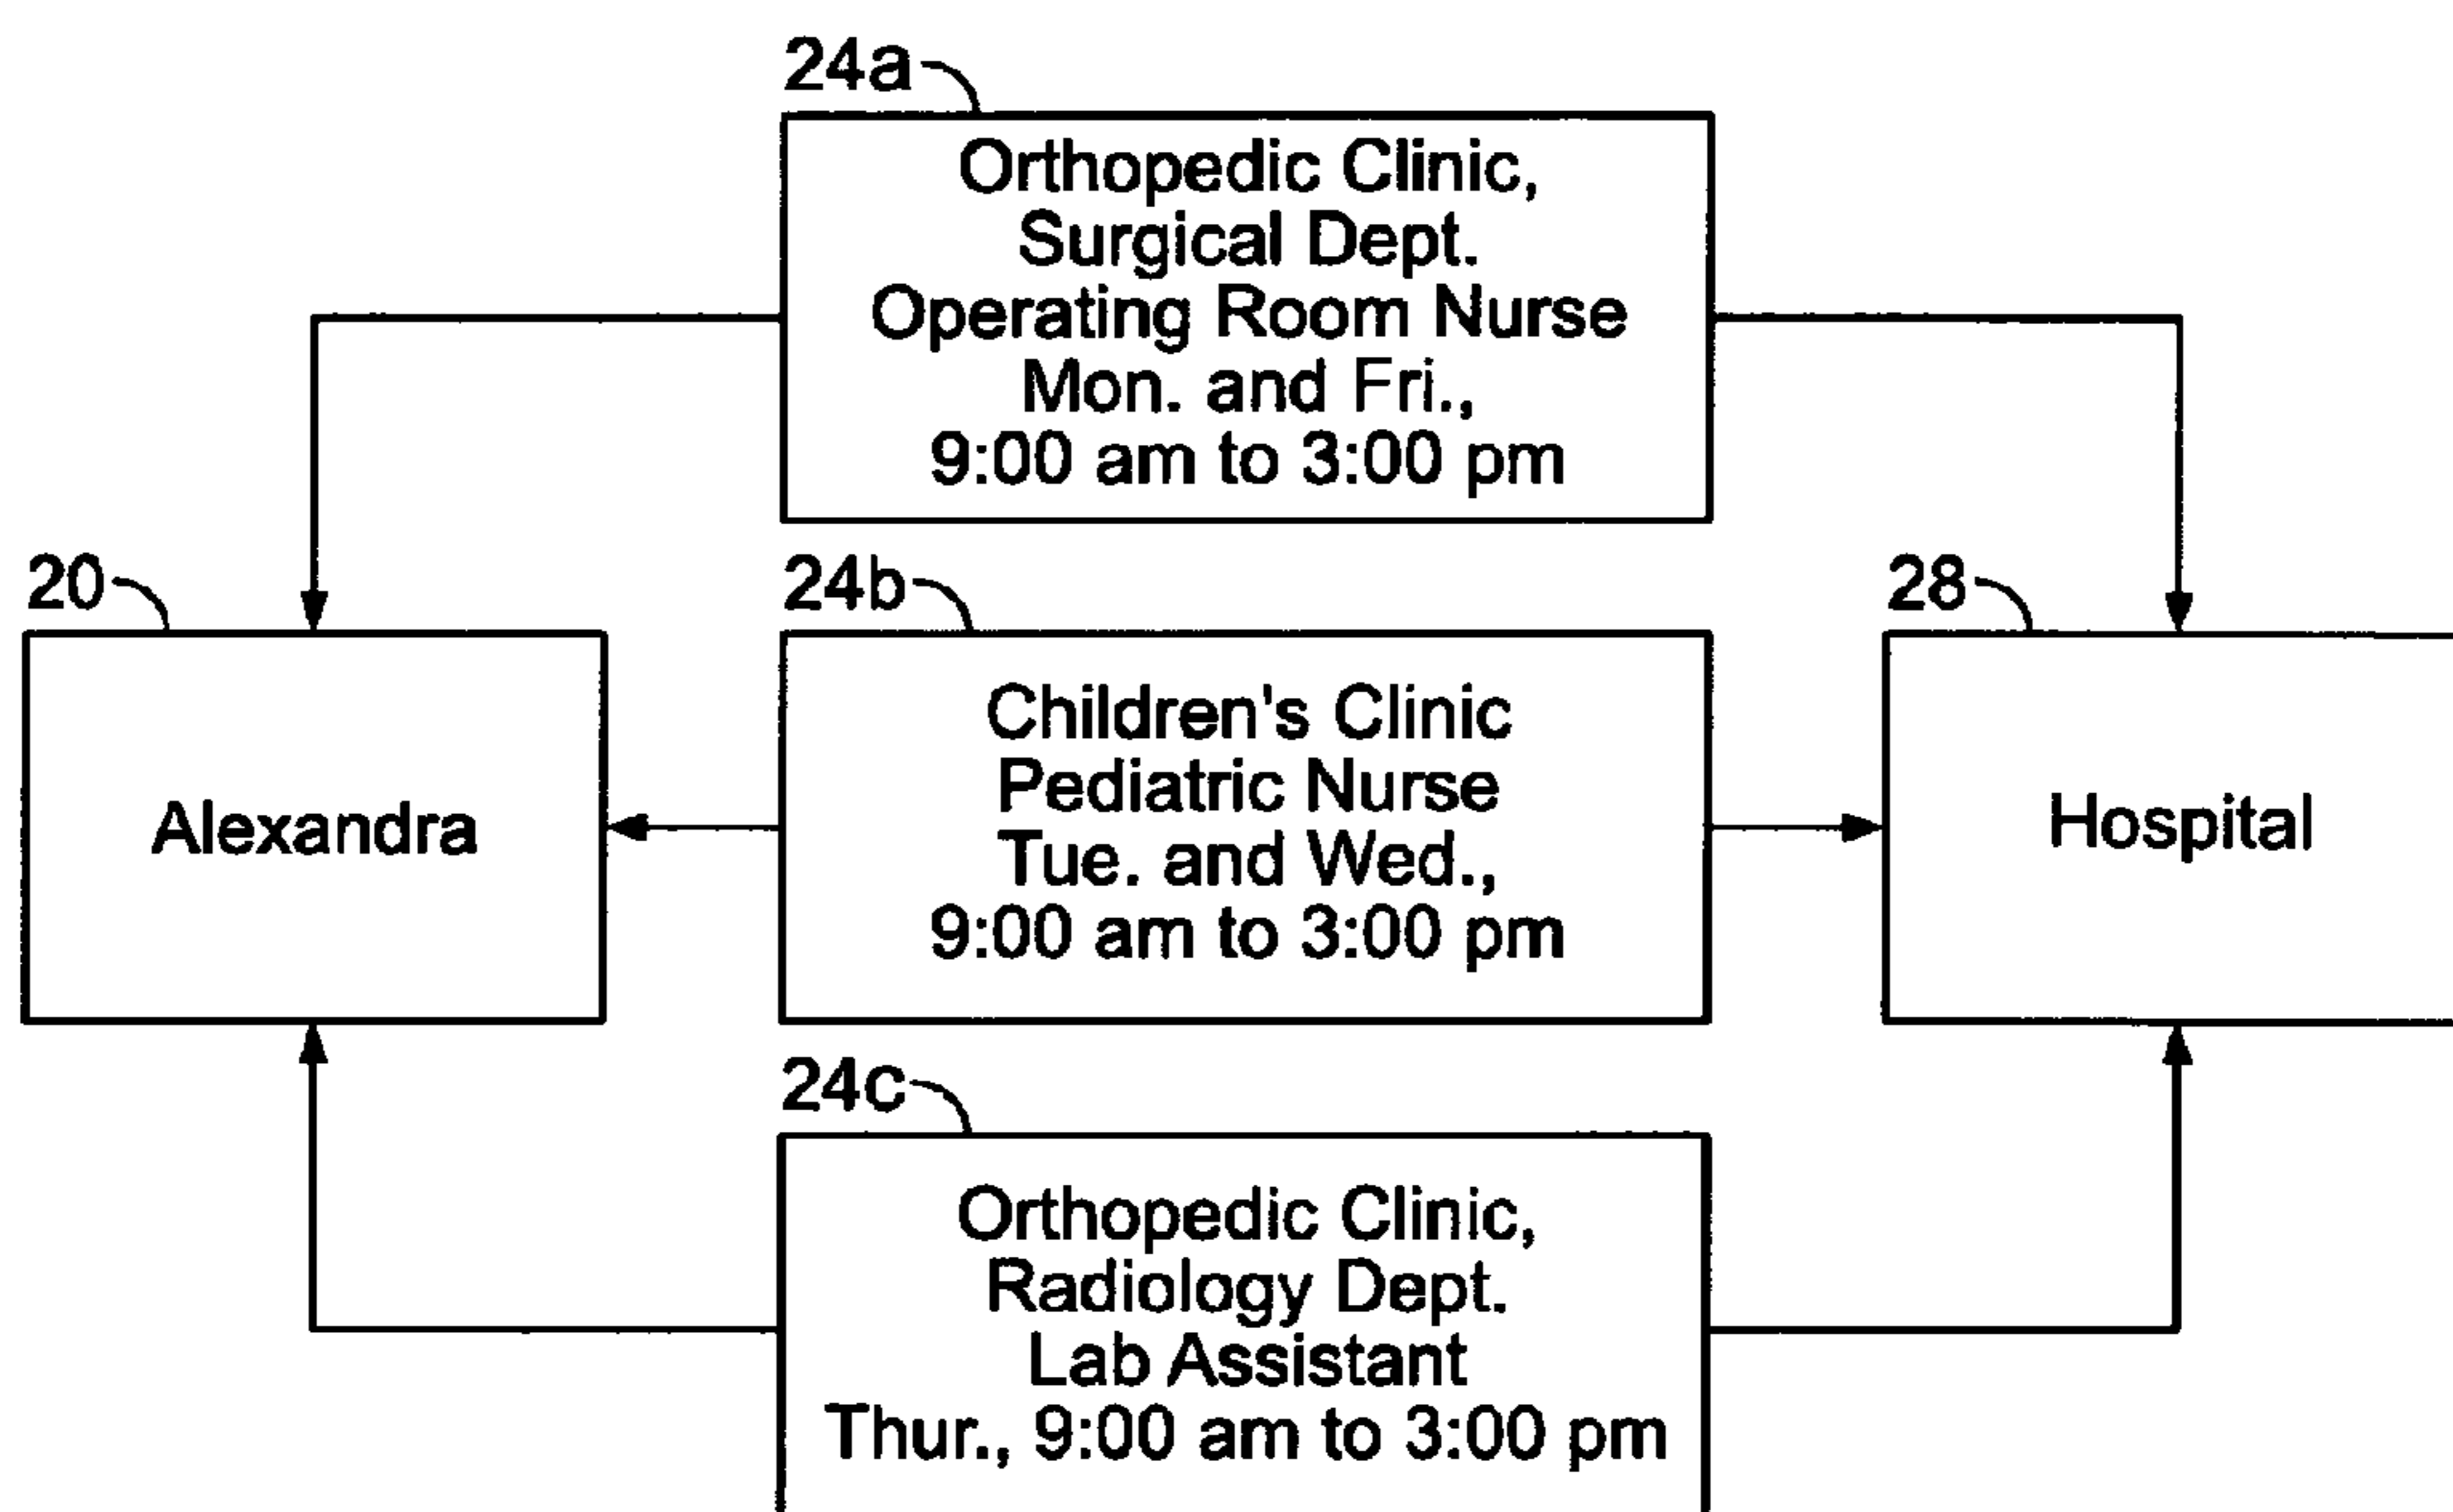 24a
Orthopedic Clinic,
Surgical Dept.
Operating Room Nurse
Mon. and Fri.,
9:00 am to 3:00 pm
20
Alexandra
24b
Children's Clinic
Pediatric Nurse
Tue. and Wed.,
9:00 am to 3:00 pm
28
Hospital
24c
Orthopedic Clinic,
Radiology Dept.
Lab Assistant
Thur., 9:00 am to 3:00 pm